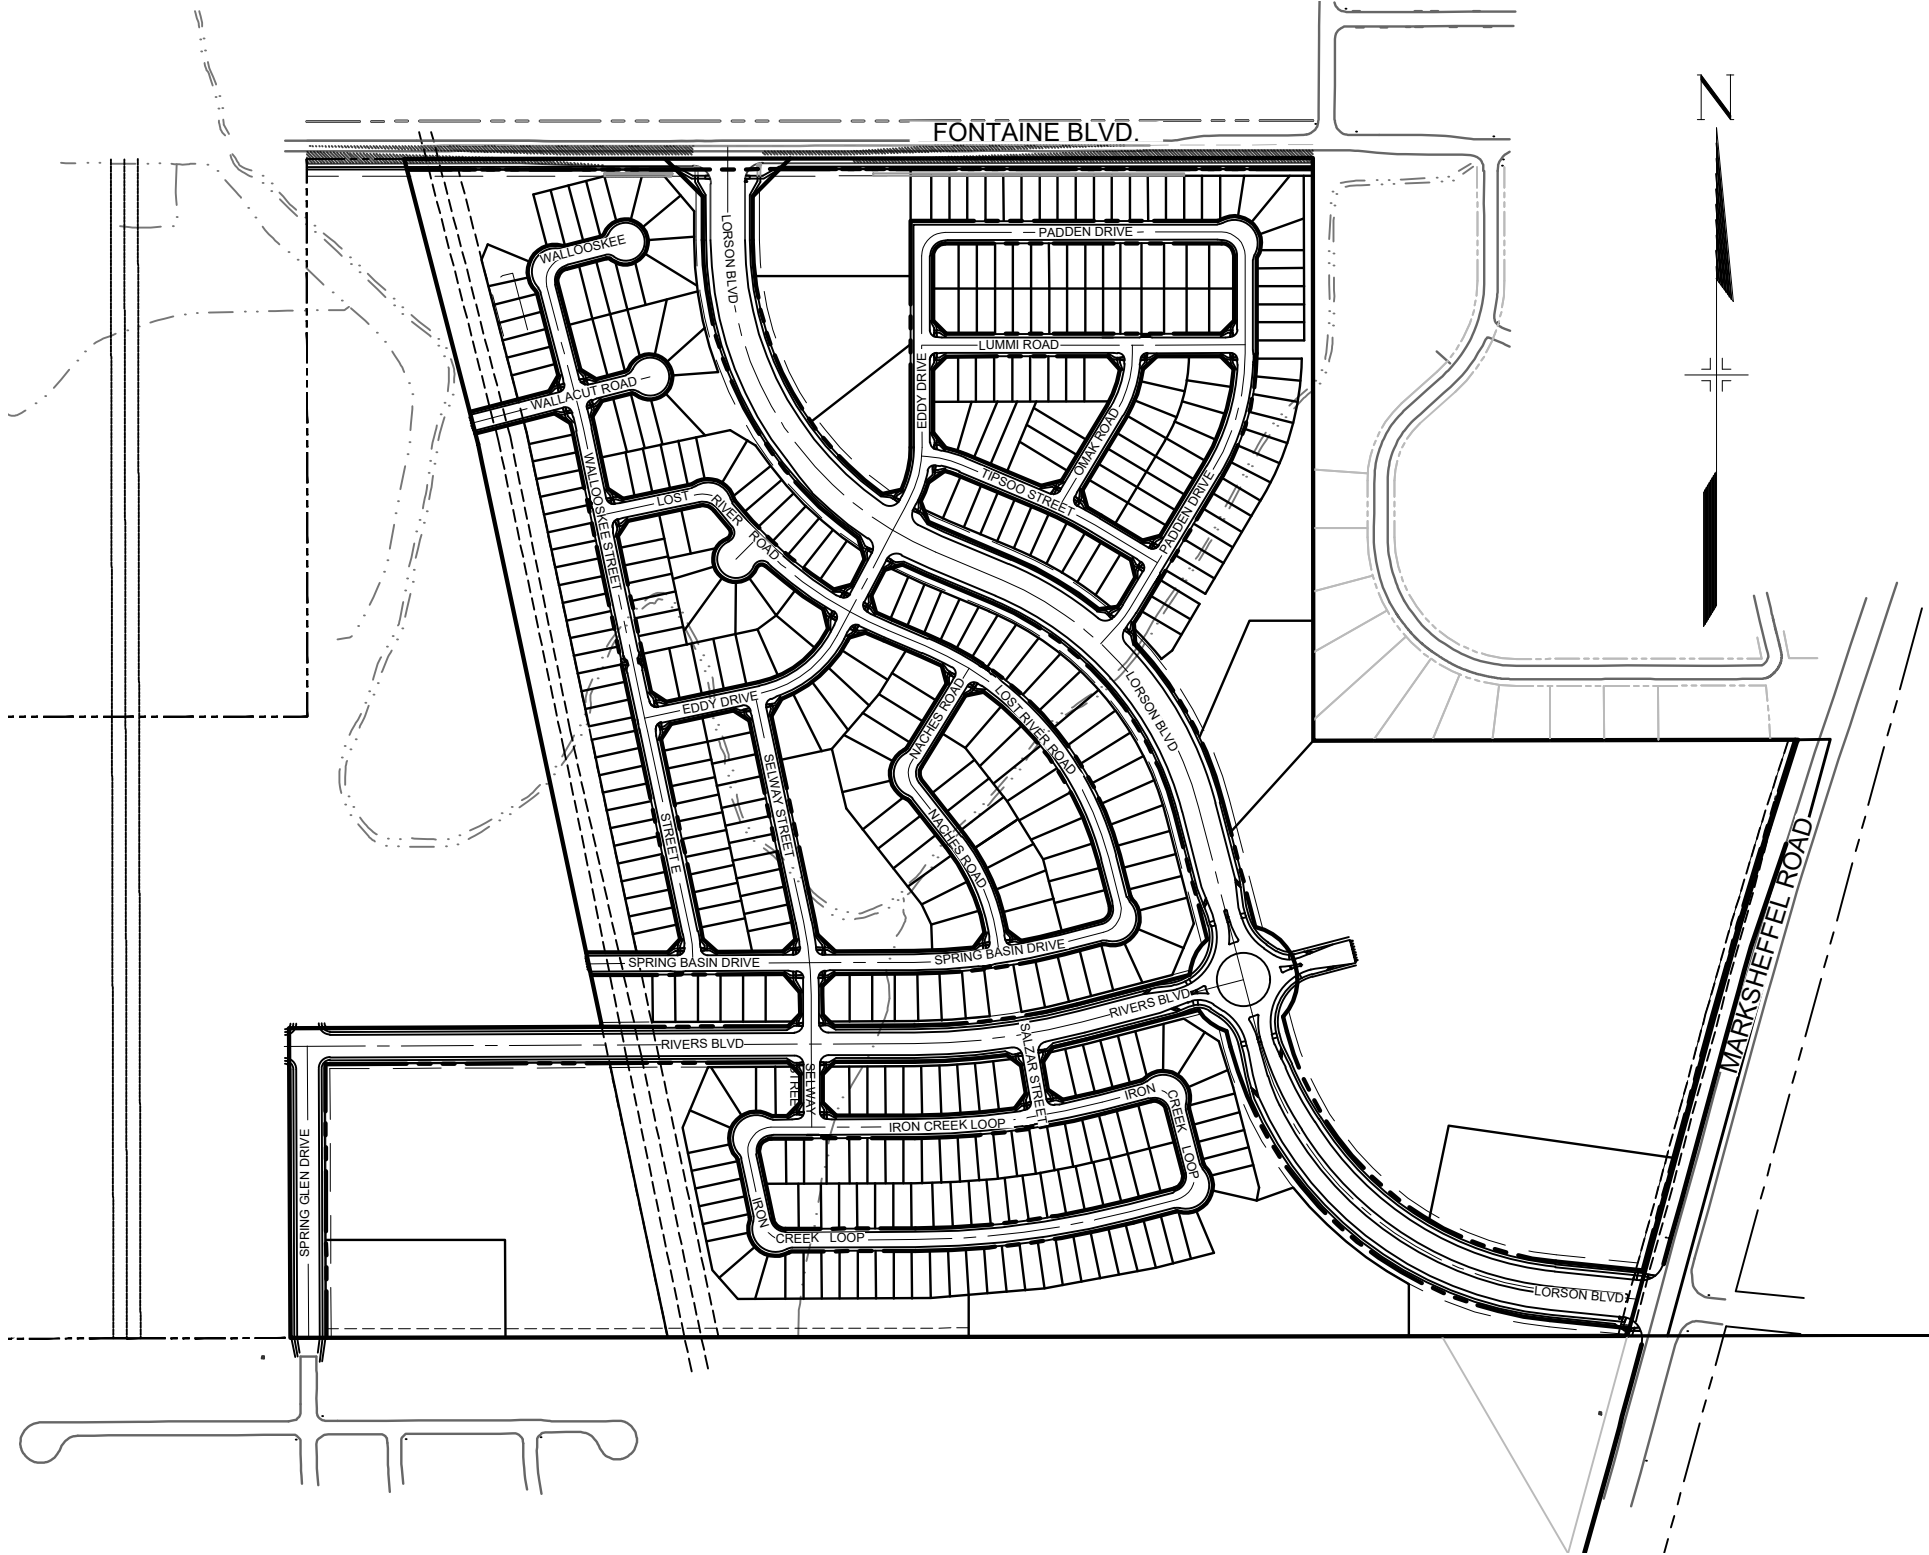 N
FONTAINE BLVD.
WALLOOSKEE
LORSON BLVD
PADDEN DRIVE
LUMMI ROAD
WALLACUT ROAD
EDDY DRIVE
OMAK ROAD
TIPSOO STREET
PADDEN DRIVE
WALLOOSKEE STREET
LOST
RIVER
ROAD
EDDY DRIVE
NACHES ROAD
LOST RIVER ROAD
LORSON BLVD
SELWAY STREET
STREET E
NACHES ROAD
MARKSHEFFEL ROAD
SPRING BASIN DRIVE
SPRING BASIN DRIVE
RIVERS BLVD
RIVERS BLVD
SALZAR STREET
SELWAY
STREE
IRON
CREEK
LOOP
IRON CREEK LOOP
SPRING GLEN DRIVE
IRON
CREEK LOOP
LORSON BLVD